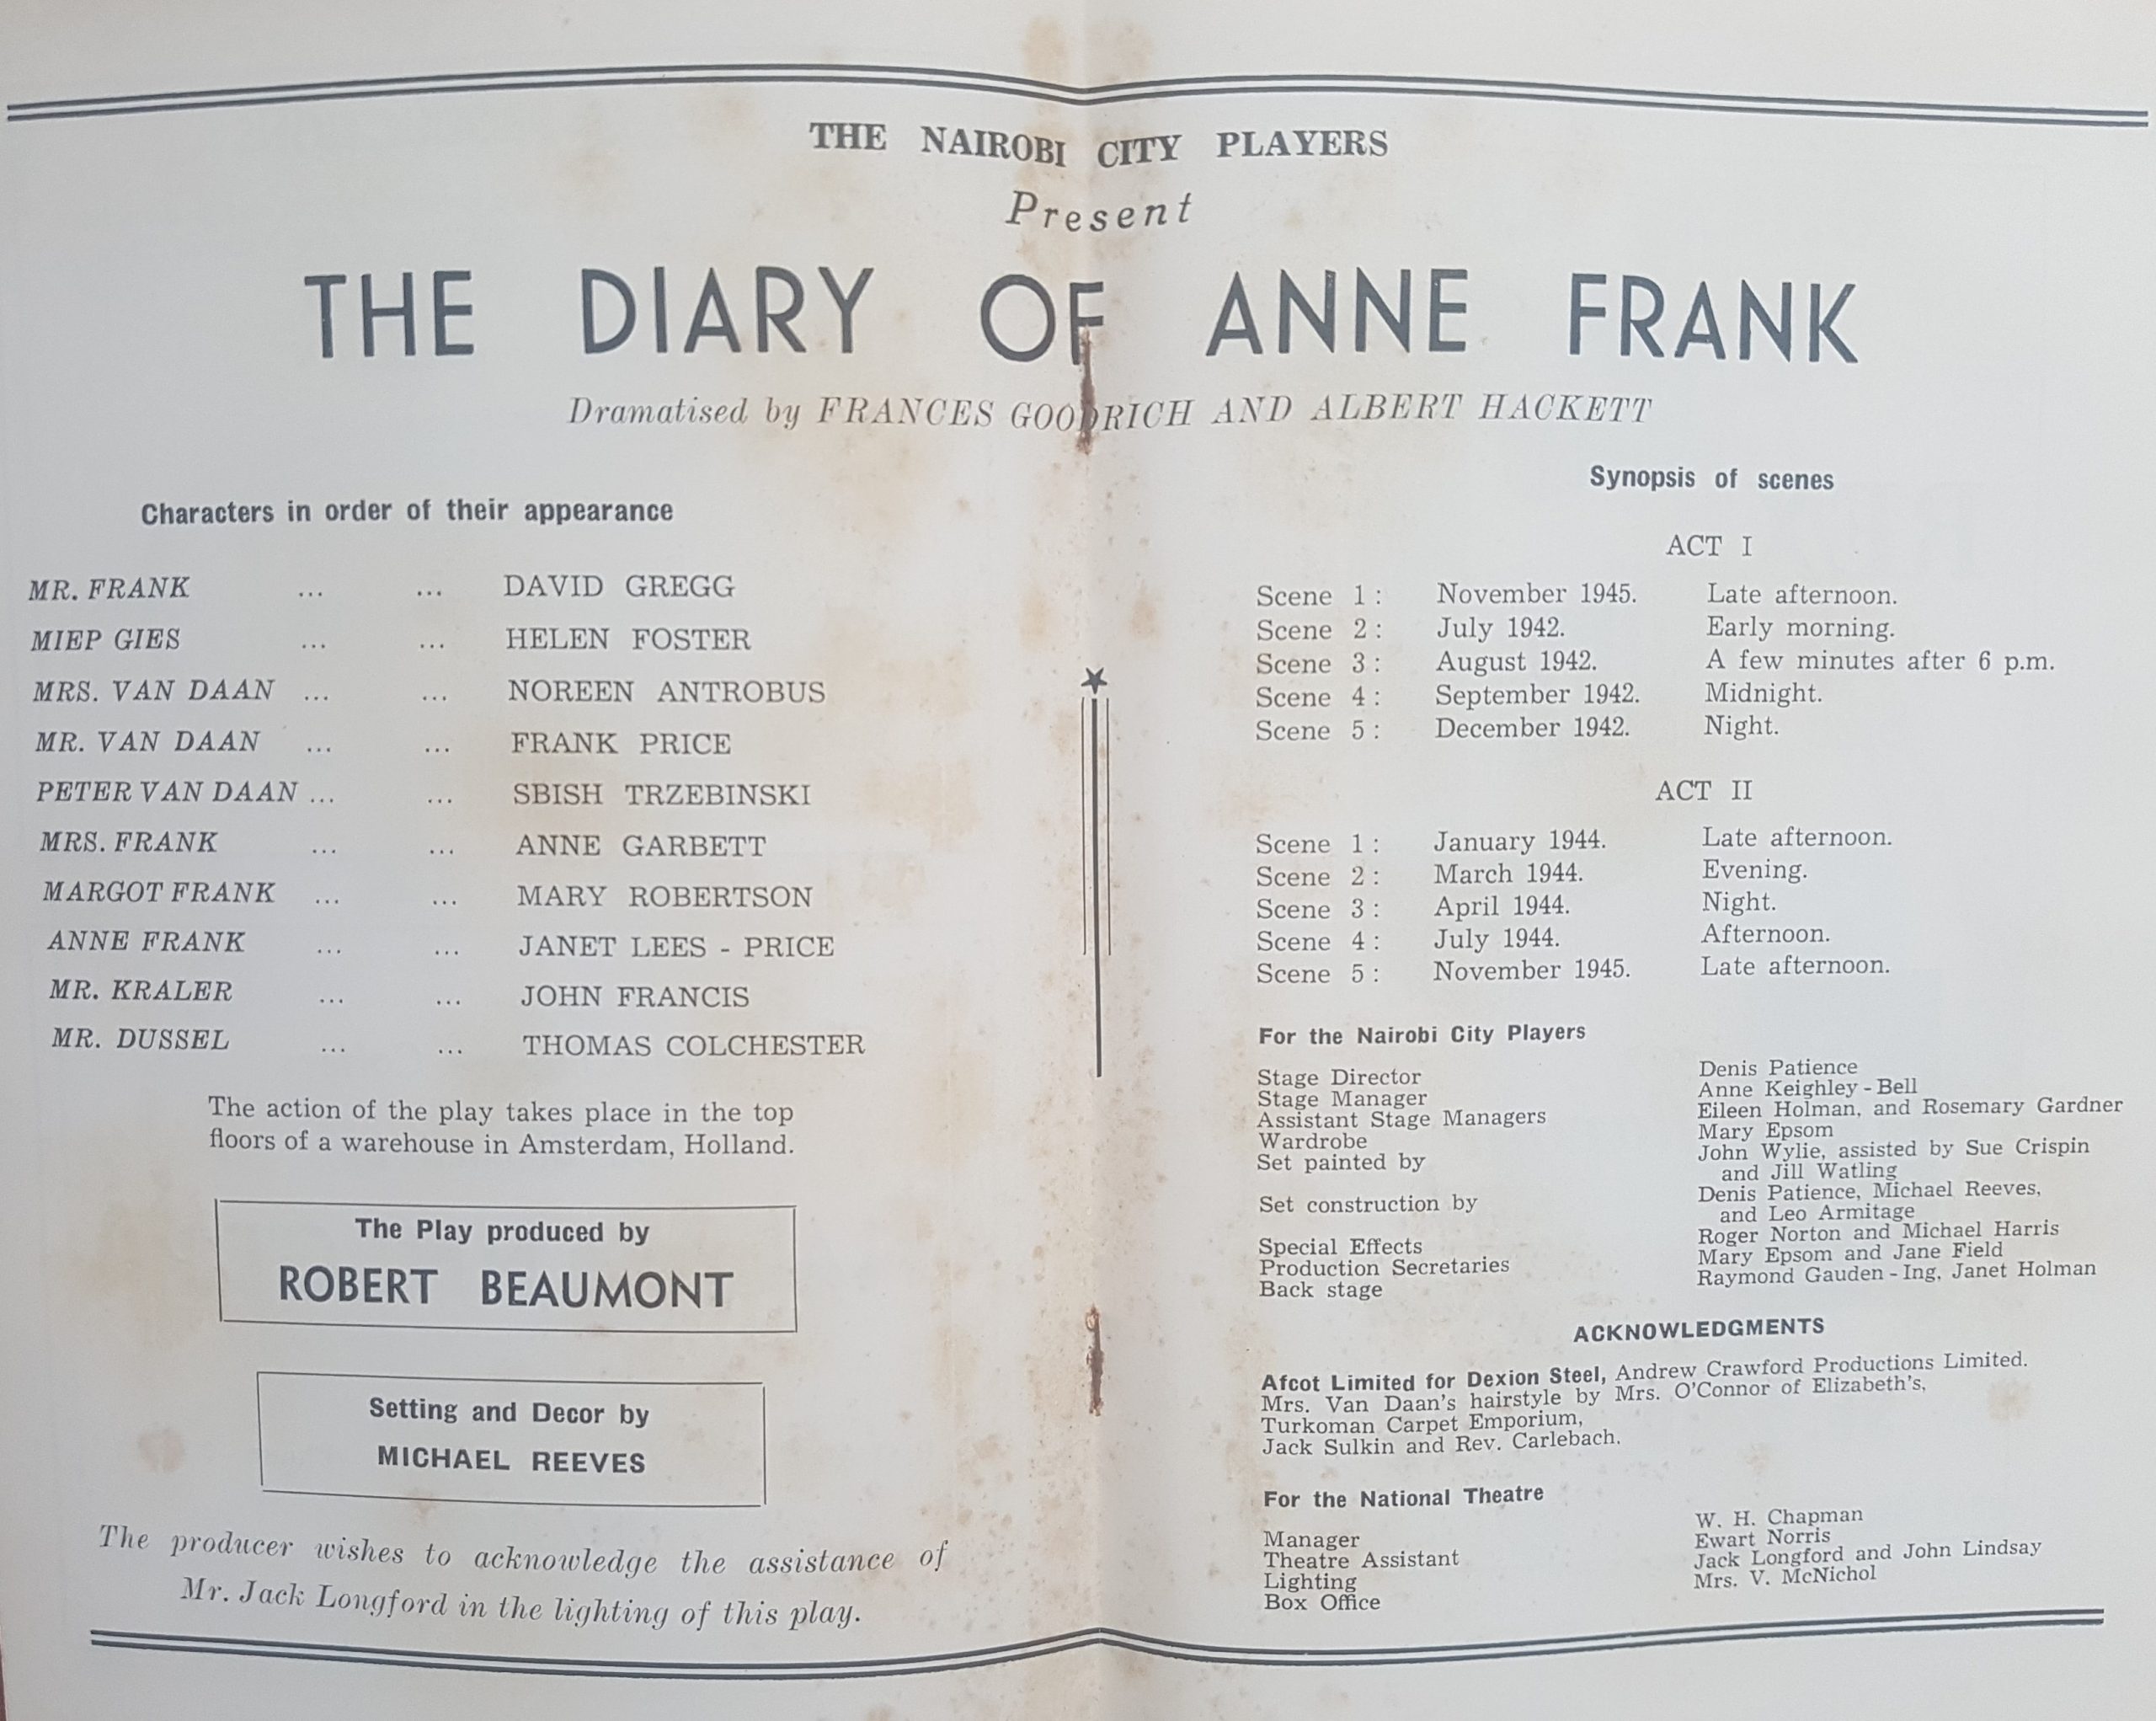 THE NAIROBI CITY PLAYERS
Present
THE DIARY OF ANNE FRANK
Dramatised by FRANCES GOODRICH AND ALBERT HACKETT
Characters in order of their appearance
MR. FRANK ... ... DAVID GREGG
MIEP GIES ... ... HELEN FOSTER
MRS. VAN DAAN ... ... NOREEN ANTROBUS
MR. VAN DAAN ... ... FRANK PRICE
PETER VAN DAAN ... ... SBISH TRZEBINSKI
MRS. FRANK ... ... ANNE GARBETT
MARGOT FRANK ... ... MARY ROBERTSON
ANNE FRANK ... ... JANET LEES - PRICE
MR. KRALER ... ... JOHN FRANCIS
MR. DUSSEL ... ... THOMAS COLCHESTER
The action of the play takes place in the top
floors of a warehouse in Amsterdam, Holland.
The Play produced by
ROBERT BEAUMONT
Setting and Decor by
MICHAEL REEVES
The producer wishes to acknowledge the assistance of
Mr. Jack Longford in the lighting of this play.
Synopsis of scenes
ACT I
Scene 1: November 1945. Late afternoon.
Scene 2: July 1942. Early morning.
Scene 3: August 1942. A few minutes after 6 p.m.
Scene 4: September 1942. Midnight.
Scene 5: December 1942. Night.
ACT II
Scene 1: January 1944. Late afternoon.
Scene 2: March 1944. Evening.
Scene 3: April 1944. Night.
Scene 4: July 1944. Afternoon.
Scene 5: November 1945. Late afternoon.
For the Nairobi City Players
Stage Director Denis Patience
Stage Manager Anne Keighley - Bell
Assistant Stage Managers Eileen Holman, and Rosemary Gardner
Wardrobe Mary Epsom
Set painted by John Wylie, assisted by Sue Crispin
and Jill Watling
Set construction by Denis Patience, Michael Reeves,
and Leo Armitage
Special Effects Roger Norton and Michael Harris
Production Secretaries Mary Epsom and Jane Field
Back stage Raymond Gauden - Ing, Janet Holman
ACKNOWLEDGMENTS
Afcot Limited for Dexion Steel, Andrew Crawford Productions Limited.
Mrs. Van Daan's hairstyle by Mrs. O'Connor of Elizabeth's,
Turkoman Carpet Emporium,
Jack Sulkin and Rev. Carlebach.
For the National Theatre
Manager W. H. Chapman
Theatre Assistant Ewart Norris
Lighting Jack Longford and John Lindsay
Box Office Mrs. V. McNichol